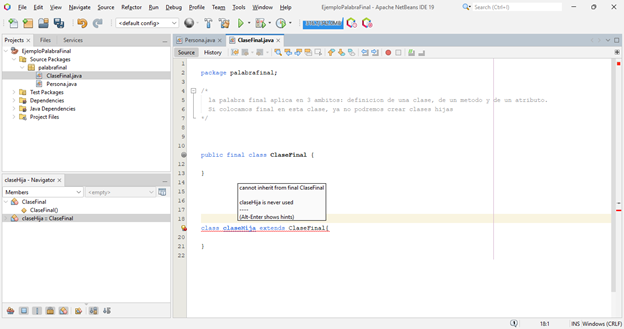 File Edit View Navigate Source Refactor Run Debug Profile Team Tools Window Help
EjemploPalabraFinal - Apache NetBeans IDE 19
Search (Ctrl+I)
<default config>
Projects
Files
Services
EjemploPalabraFinal
Source Packages
palabrafinal
ClaseFinal.java
Persona.java
Test Packages
Dependencies
Java Dependencies
Project Files
claseHija - Navigator
Members
<empty>
ClaseFinal
ClaseFinal()
claseHija :: ClaseFinal
Persona.java
ClaseFinal.java
Source History
1
2 package palabrafinal;
3
4 /*
5 la palabra final aplica en 3 ambitos: definicion de una clase, de un metodo y de un atributo.
6 Si colocamos final en esta clase, ya no podremos crear clases hijas
7 */
8
9
10 public final class ClaseFinal {
12
13 }
14
15
16
17
18
cannot inherit from final ClaseFinal
claseHija is never used
----
(Alt-Enter shows hints)
class claseHija extends ClaseFinal{
20
21 }
22
18:1
INS Windows (CRLF)